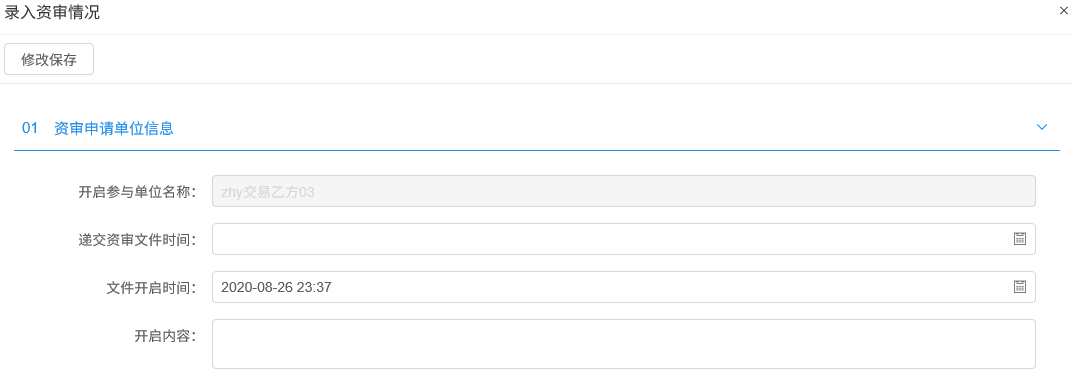 录入资审情况
修改保存
01 资审申请单位信息
开启参与单位名称： zhy交易乙方03
递交资审文件时间：
文件开启时间： 2020-08-26 23:37
开启内容：